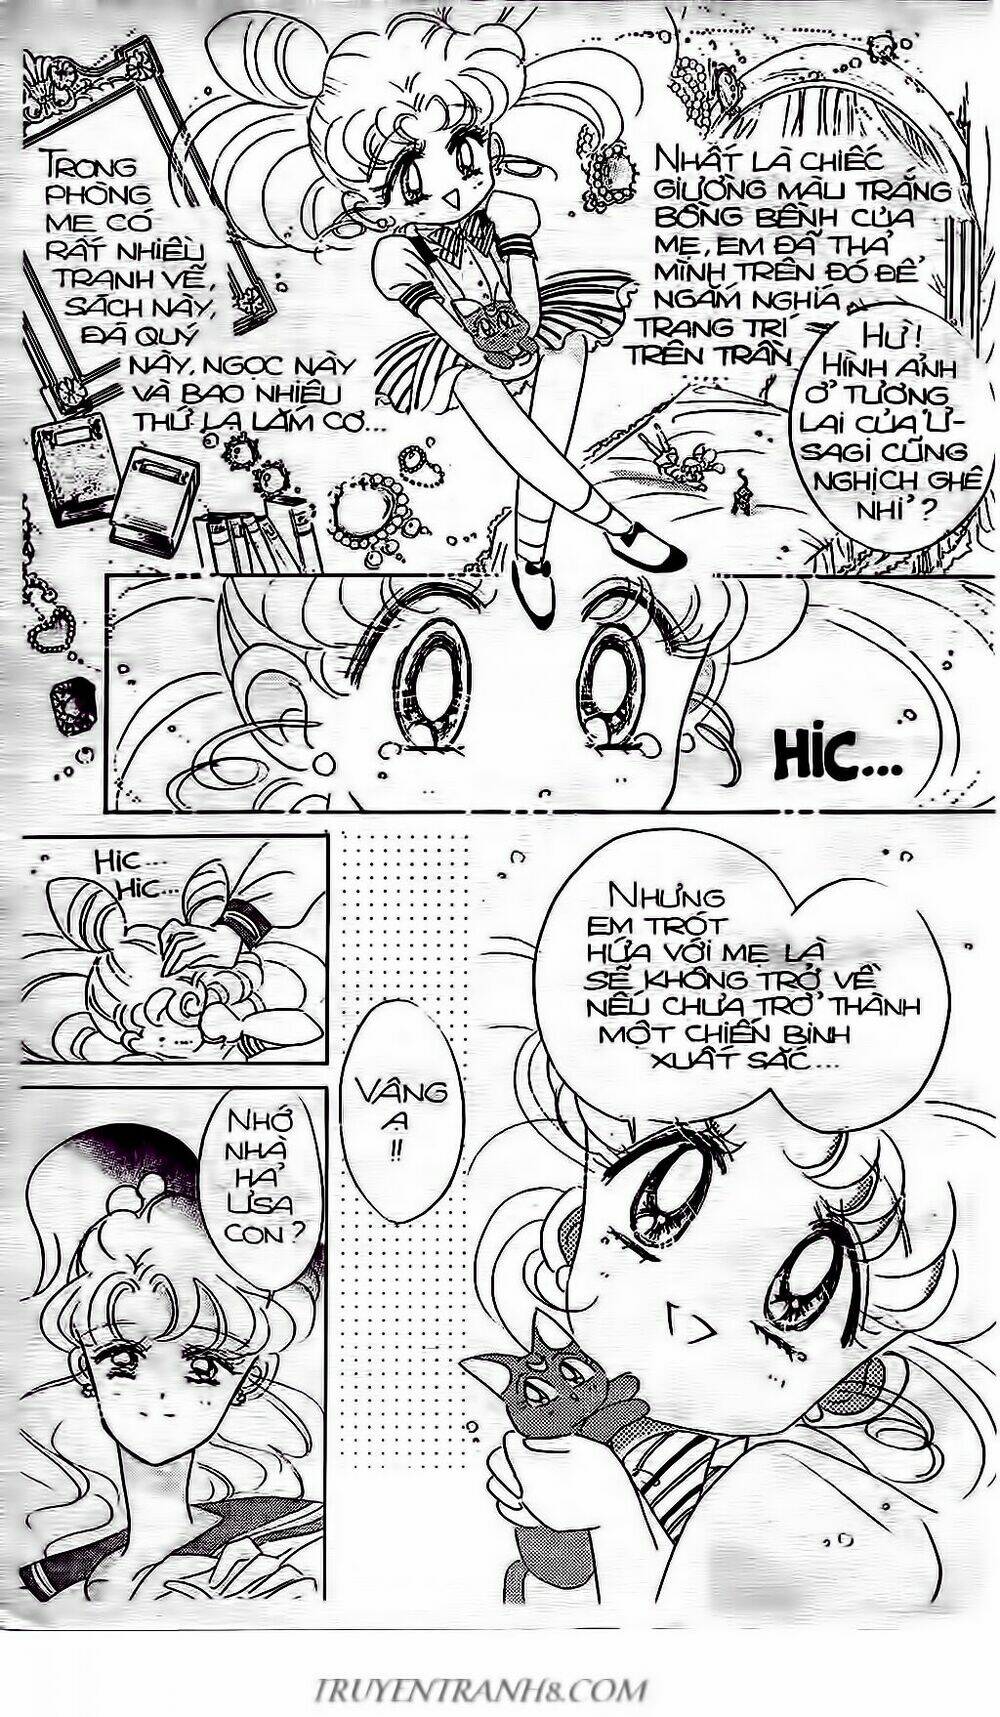 TRONG
PHÒNG
MẸ CÓ
RẤT NHIỀU
TRANH VẼ,
SÁCH NÀY,
ĐÁ QUÝ
NÀY, NGỌC NÀY
VÀ BAO NHIÊU
THỨ LẠ LẮM CƠ...
NHẤT LÀ CHIẾC
GIƯỜNG MÀU TRẮNG
BỒNG BỀNH CỦA
MẸ, EM ĐÃ THẢ
MÌNH TRÊN ĐÓ ĐỂ
NGẮM NGHÍA
TRANG TRÍ
TRÊN TRẦN
HƯ!
HÌNH ẢNH
Ở TƯƠNG
LAI CỦA U-
SAGI CŨNG
NGHỊCH GHÊ
NHỈ?
HIC...
HIC...
HIC...
NHƯNG
EM TRÓT
HỨA VỚI MẸ LÀ
SẼ KHÔNG TRỞ VỀ
NẾU CHƯA TRỞ THÀNH
MỘT CHIẾN BINH
XUẤT SẮC...
VÂNG
Ạ!!
NHỚ
NHÀ
HẢ
USA
CON?
TRUYENTRANH8.COM